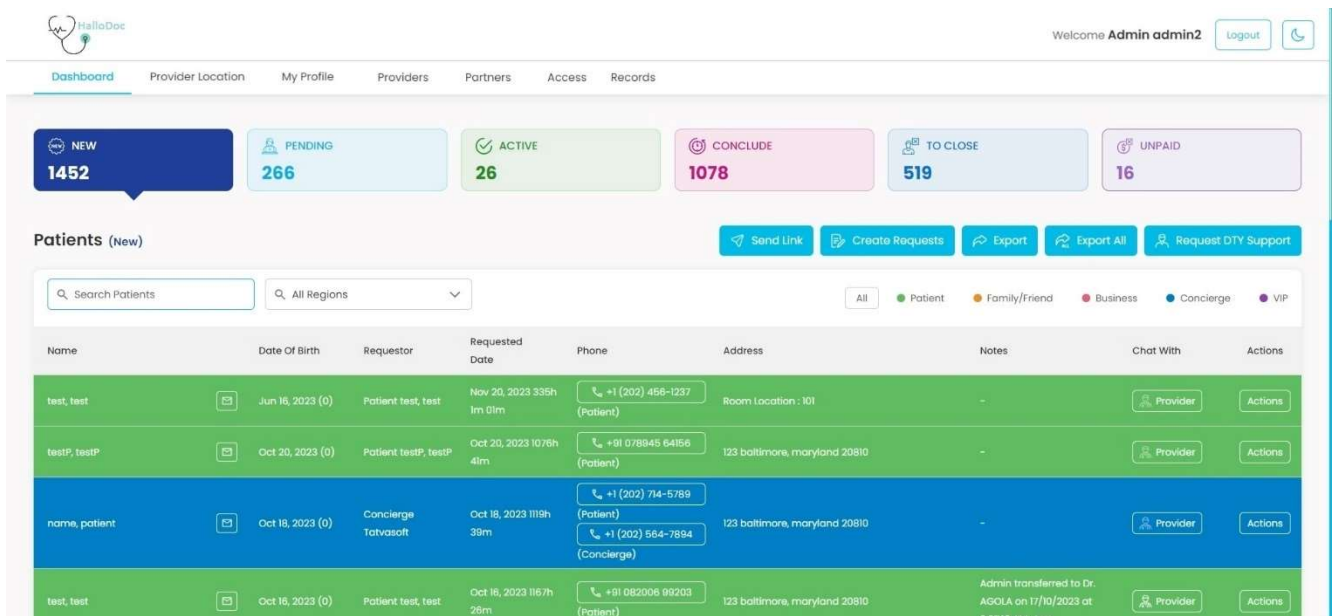 HalloDoc
Welcome Admin admin2 Logout
Dashboard Provider Location My Profile Providers Partners Access Records
NEW PENDING ACTIVE CONCLUDE TO CLOSE UNPAID
1452 266 26 1078 519 16
Patients (New) Send Link Create Requests Export Export All Request DTY Support
Search Patients All Regions All Patient Family/Friend Business Concierge VIP
Name Date Of Birth Requestor Requested Date Phone Address Notes Chat With Actions
test, test Jun 16, 2023 (0) Patient test, test Nov 20, 2023 335h 1m 01m +1 (202) 456-1237 (Patient) Room Location : 101 - Provider Actions
testP, testP Oct 20, 2023 (0) Patient testP, testP Oct 20, 2023 1076h 41m +91 078945 64156 (Patient) 123 baltimore, maryland 20810 - Provider Actions
name, patient Oct 18, 2023 (0) Concierge Tatvasoft Oct 18, 2023 1119h 39m +1 (202) 714-5789 (Patient) +1 (202) 564-7894 (Concierge) 123 baltimore, maryland 20810 - Provider Actions
test, test Oct 16, 2023 (0) Patient test, test Oct 16, 2023 1167h 26m +91 082006 99203 (Patient) 123 baltimore, maryland 20810 Admin transferred to Dr. AGOLA on 17/10/2023 at Provider Actions